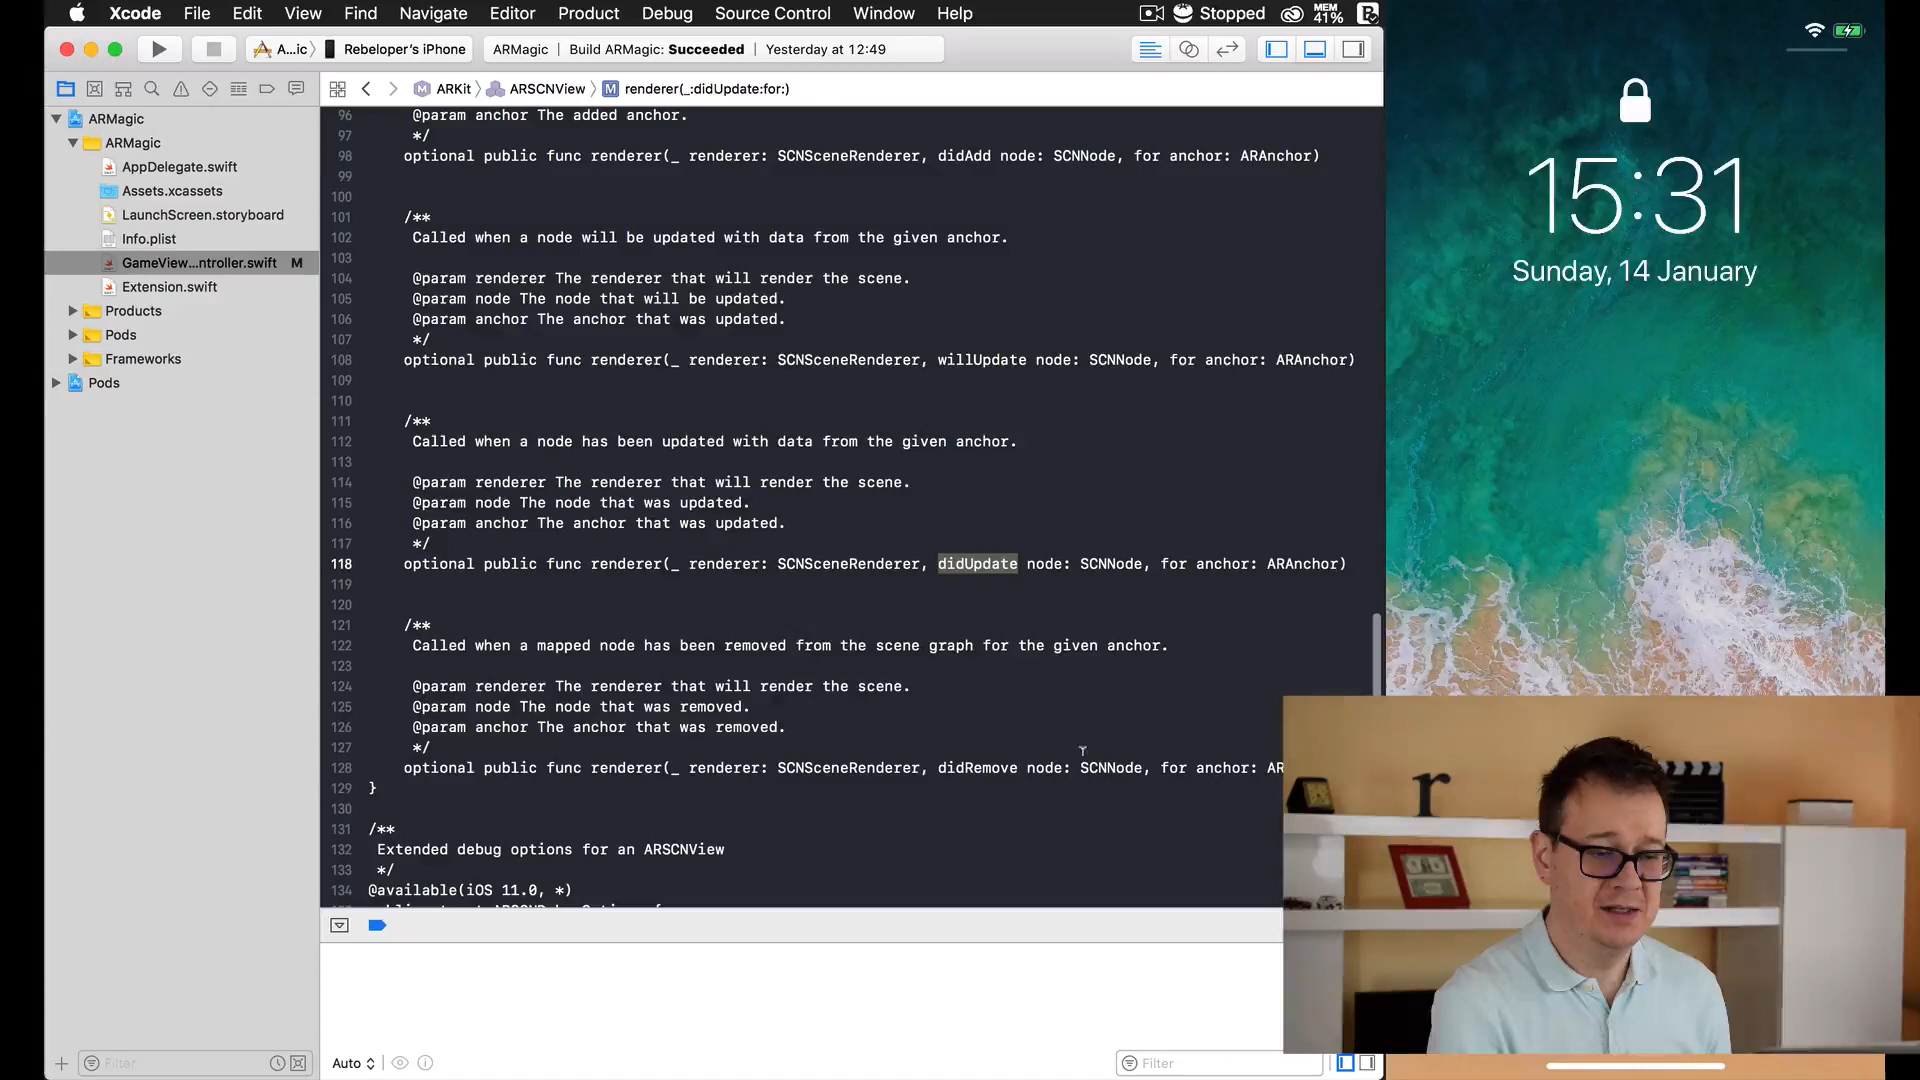 Xcode File Edit View Find Navigate Editor Product Debug Source Control Window Help Stopped MEM 41%
A...ic Rebeloper's iPhone ARMagic Build ARMagic: Succeeded Yesterday at 12:49
ARKit ARSCNView M renderer(_:didUpdate:for:)
ARMagic
ARMagic
AppDelegate.swift
Assets.xcassets
LaunchScreen.storyboard
Info.plist
GameView...ntroller.swift M
Extension.swift
Products
Pods
Frameworks
Pods
96 @param anchor The added anchor.
97 */
98 optional public func renderer(_ renderer: SCNSceneRenderer, didAdd node: SCNNode, for anchor: ARAnchor)
99
100
101 /**
102 Called when a node will be updated with data from the given anchor.
103
104 @param renderer The renderer that will render the scene.
105 @param node The node that will be updated.
106 @param anchor The anchor that was updated.
107 */
108 optional public func renderer(_ renderer: SCNSceneRenderer, willUpdate node: SCNNode, for anchor: ARAnchor)
109
110
111 /**
112 Called when a node has been updated with data from the given anchor.
113
114 @param renderer The renderer that will render the scene.
115 @param node The node that was updated.
116 @param anchor The anchor that was updated.
117 */
118 optional public func renderer(_ renderer: SCNSceneRenderer, didUpdate node: SCNNode, for anchor: ARAnchor)
119
120
121 /**
122 Called when a mapped node has been removed from the scene graph for the given anchor.
123
124 @param renderer The renderer that will render the scene.
125 @param node The node that was removed.
126 @param anchor The anchor that was removed.
127 */
128 optional public func renderer(_ renderer: SCNSceneRenderer, didRemove node: SCNNode, for anchor: AR
129 }
130
131 /**
132 Extended debug options for an ARSCNView
133 */
134 @available(iOS 11.0, *)
Filter
Auto
Filter
15:31
Sunday, 14 January
r